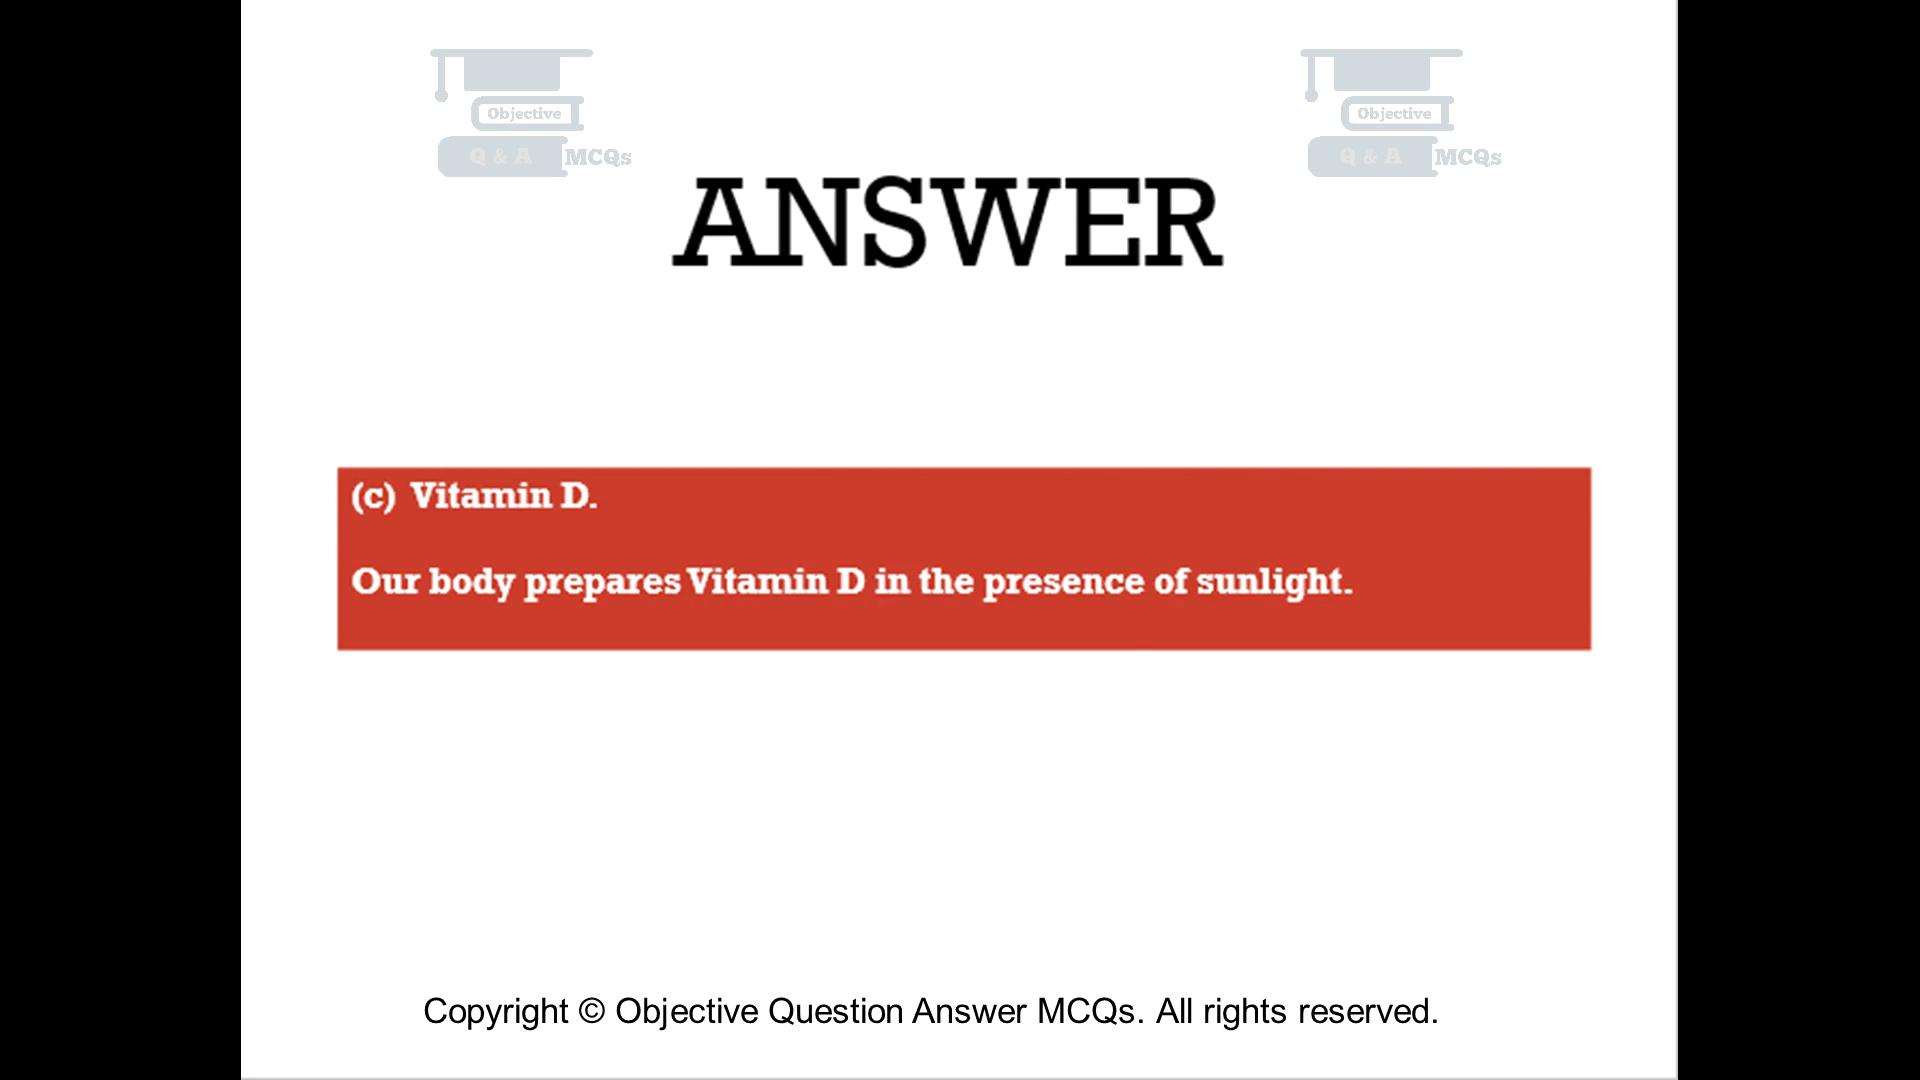 Objective
Q & A MCQs
Objective
Q & A MCQs
ANSWER
(c) Vitamin D.
Our body prepares Vitamin D in the presence of sunlight.
Copyright © Objective Question Answer MCQs. All rights reserved.